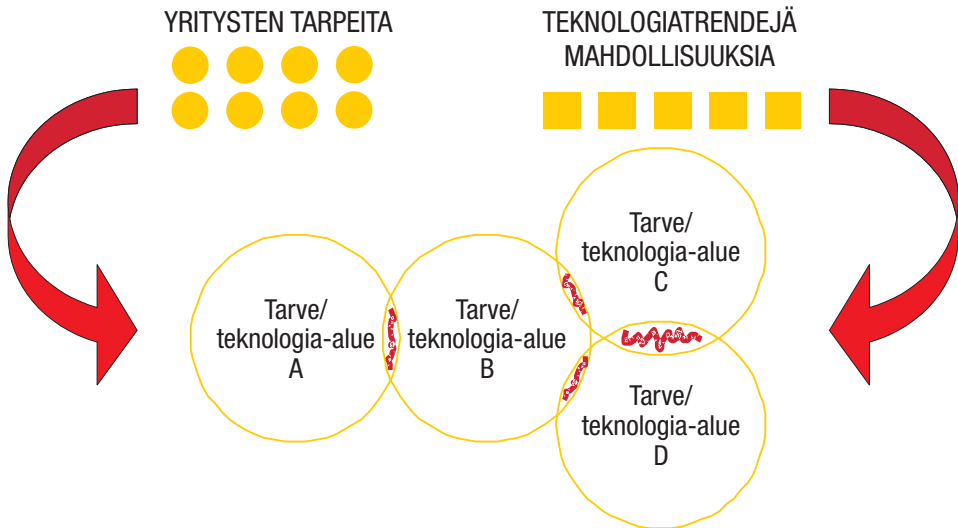 YRITYSTEN TARPEITA
TEKNOLOGIATRENDEJÄ
MAHDOLLISUUKSIA
Tarve/
teknologia-alue
A
Tarve/
teknologia-alue
B
Tarve/
teknologia-alue
C
Tarve/
teknologia-alue
D